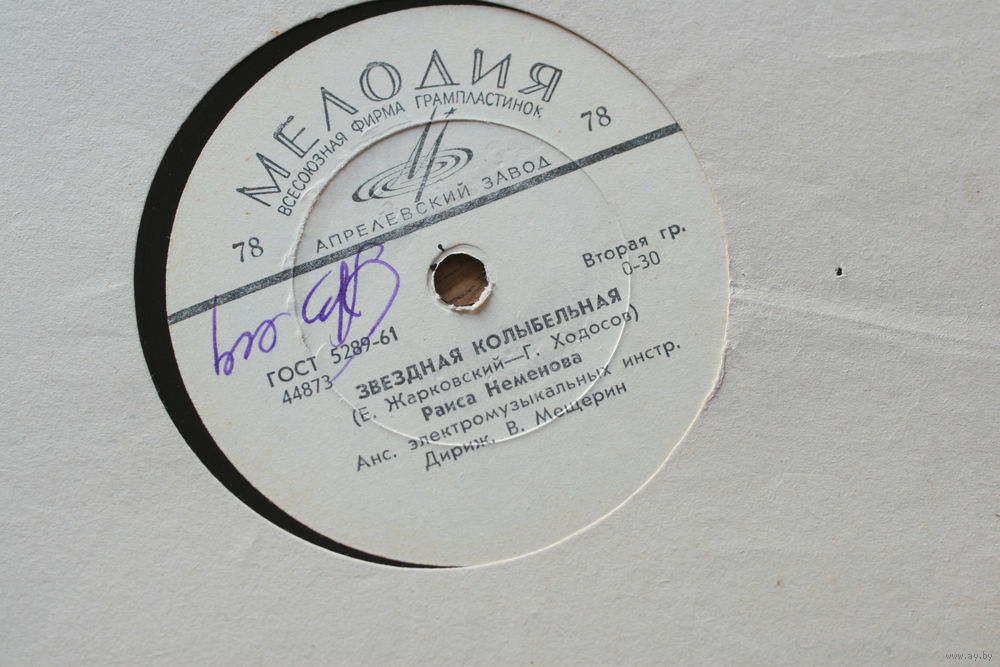 МЕЛОДИЯ
ВСЕСОЮЗНАЯ ФИРМА ГРАМПЛАСТИНОК
78
78
АПРЕЛЕВСКИЙ ЗАВОД
Вторая гр.
0-30
ГОСТ 5289-61
44873
ЗВЕЗДНАЯ КОЛЫБЕЛЬНАЯ
(Е. Жарковский—Г. Ходосов)
Раиса Неменова
Анс. электромузыкальных инстр.
Дириж. В. Мещерин
www.ay.by